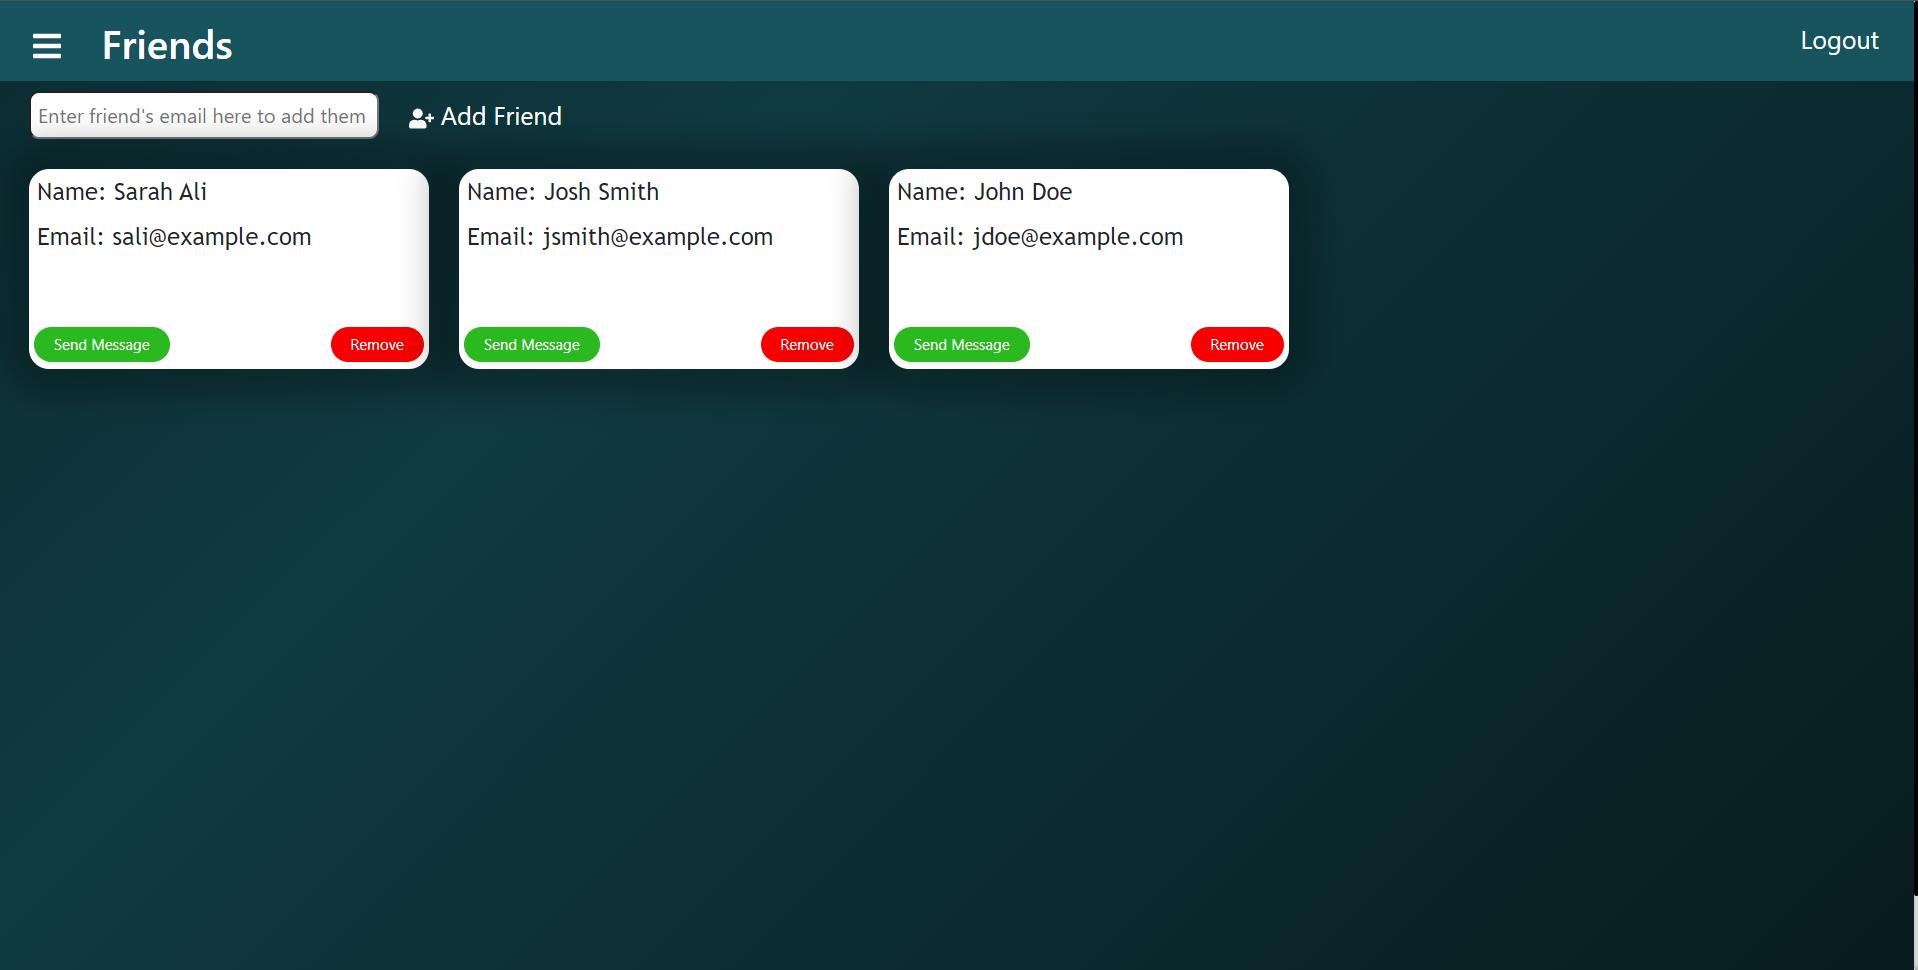 Friends
Logout
Enter friend's email here to add them
Add Friend
Name: Sarah Ali
Email: sali@example.com
Send Message
Remove
Name: Josh Smith
Email: jsmith@example.com
Send Message
Remove
Name: John Doe
Email: jdoe@example.com
Send Message
Remove